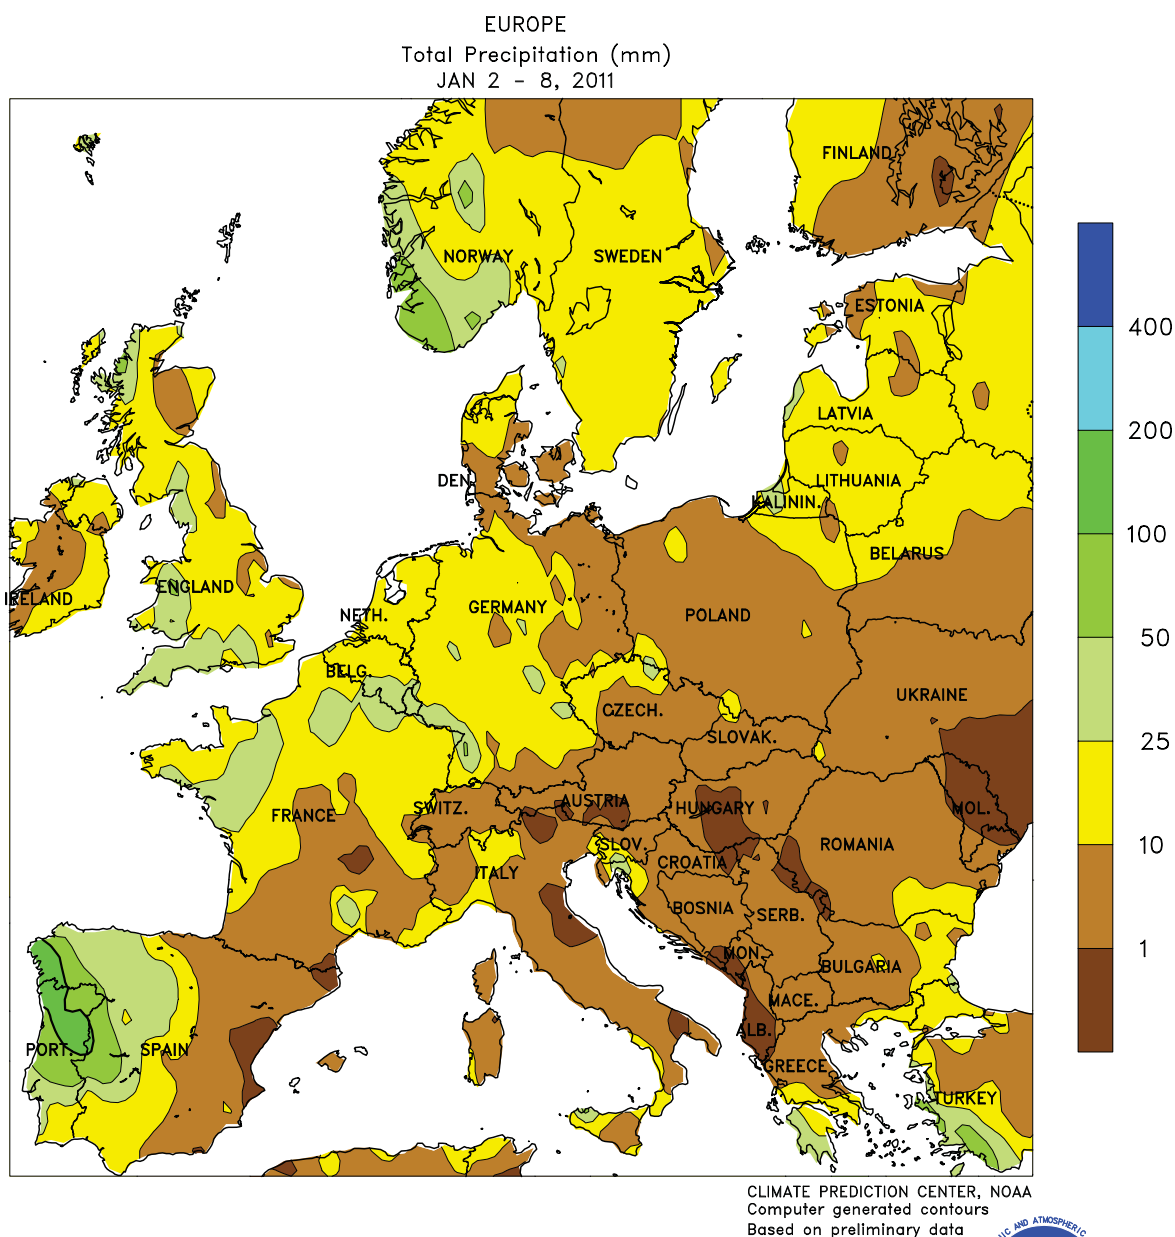 EUROPE
Total Precipitation (mm)
JAN 2 - 8, 2011
FINLAND
NORWAY
SWEDEN
ESTONIA
400
200
LATVIA
DEN.
LITHUANIA
KALININ.
100
BELARUS
IRELAND
ENGLAND
NETH.
GERMANY
POLAND
50
BELG.
UKRAINE
CZECH.
SLOVAK.
25
FRANCE
SWITZ.
AUSTRIA
HUNGARY
MOL.
SLOV.
ROMANIA
10
ITALY
CROATIA
BOSNIA
SERB.
MON.
BULGARIA
1
MACE.
PORT.
SPAIN
ALB.
GREECE
TURKEY
CLIMATE PREDICTION CENTER, NOAA
Computer generated contours
Based on preliminary data
AND ATMOSPHERIC